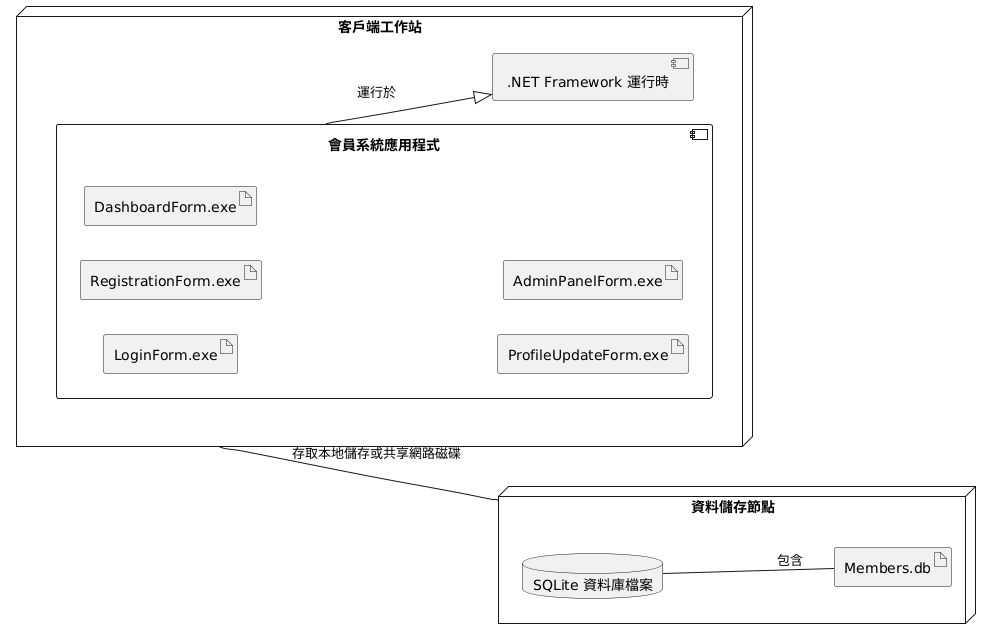 客戶端工作站
.NET Framework 運行時
運行於
會員系統應用程式
DashboardForm.exe
RegistrationForm.exe
AdminPanelForm.exe
LoginForm.exe
ProfileUpdateForm.exe
存取本地儲存或共享網路磁碟
資料儲存節點
包含
SQLite 資料庫檔案
Members.db